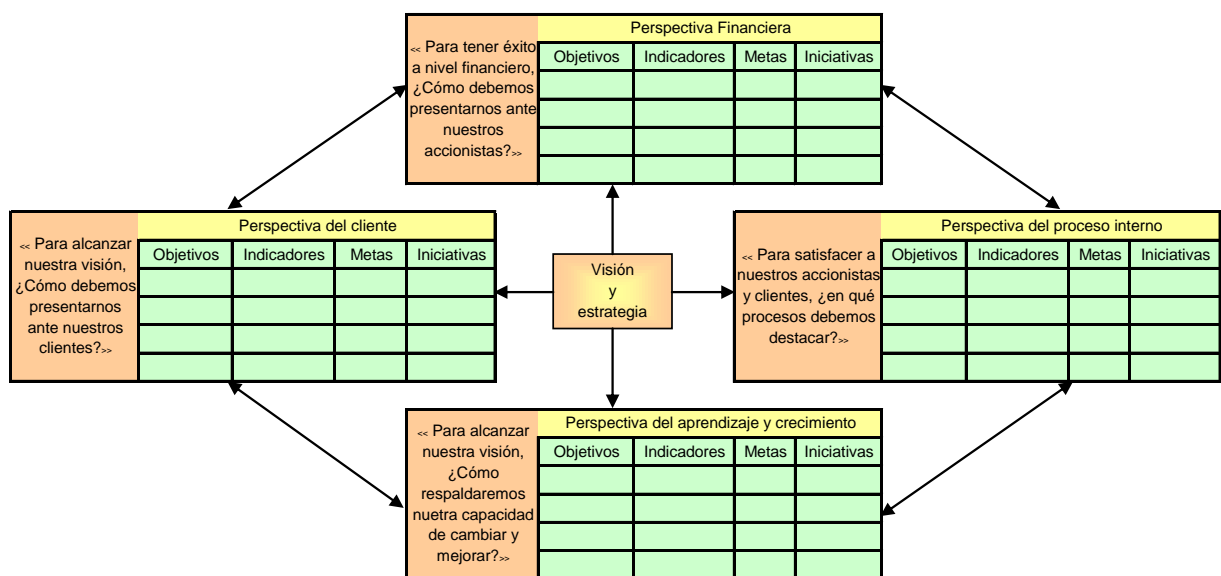 Perspectiva Financiera
<< Para tener éxito
a nivel financiero,
¿Cómo debemos
presentarnos ante
nuestros
accionistas?>>
Objetivos Indicadores Metas Iniciativas
Perspectiva del cliente
<< Para alcanzar
nuestra visión,
¿Cómo debemos
presentarnos
ante nuestros
clientes?>>
Objetivos Indicadores Metas Iniciativas
Visión
y
estrategia
Perspectiva del proceso interno
<< Para satisfacer a
nuestros accionistas
y clientes, ¿en qué
procesos debemos
destacar?>>
Objetivos Indicadores Metas Iniciativas
Perspectiva del aprendizaje y crecimiento
<< Para alcanzar
nuestra visión,
¿Cómo
respaldaremos
nuetra capacidad
de cambiar y
mejorar?>>
Objetivos Indicadores Metas Iniciativas